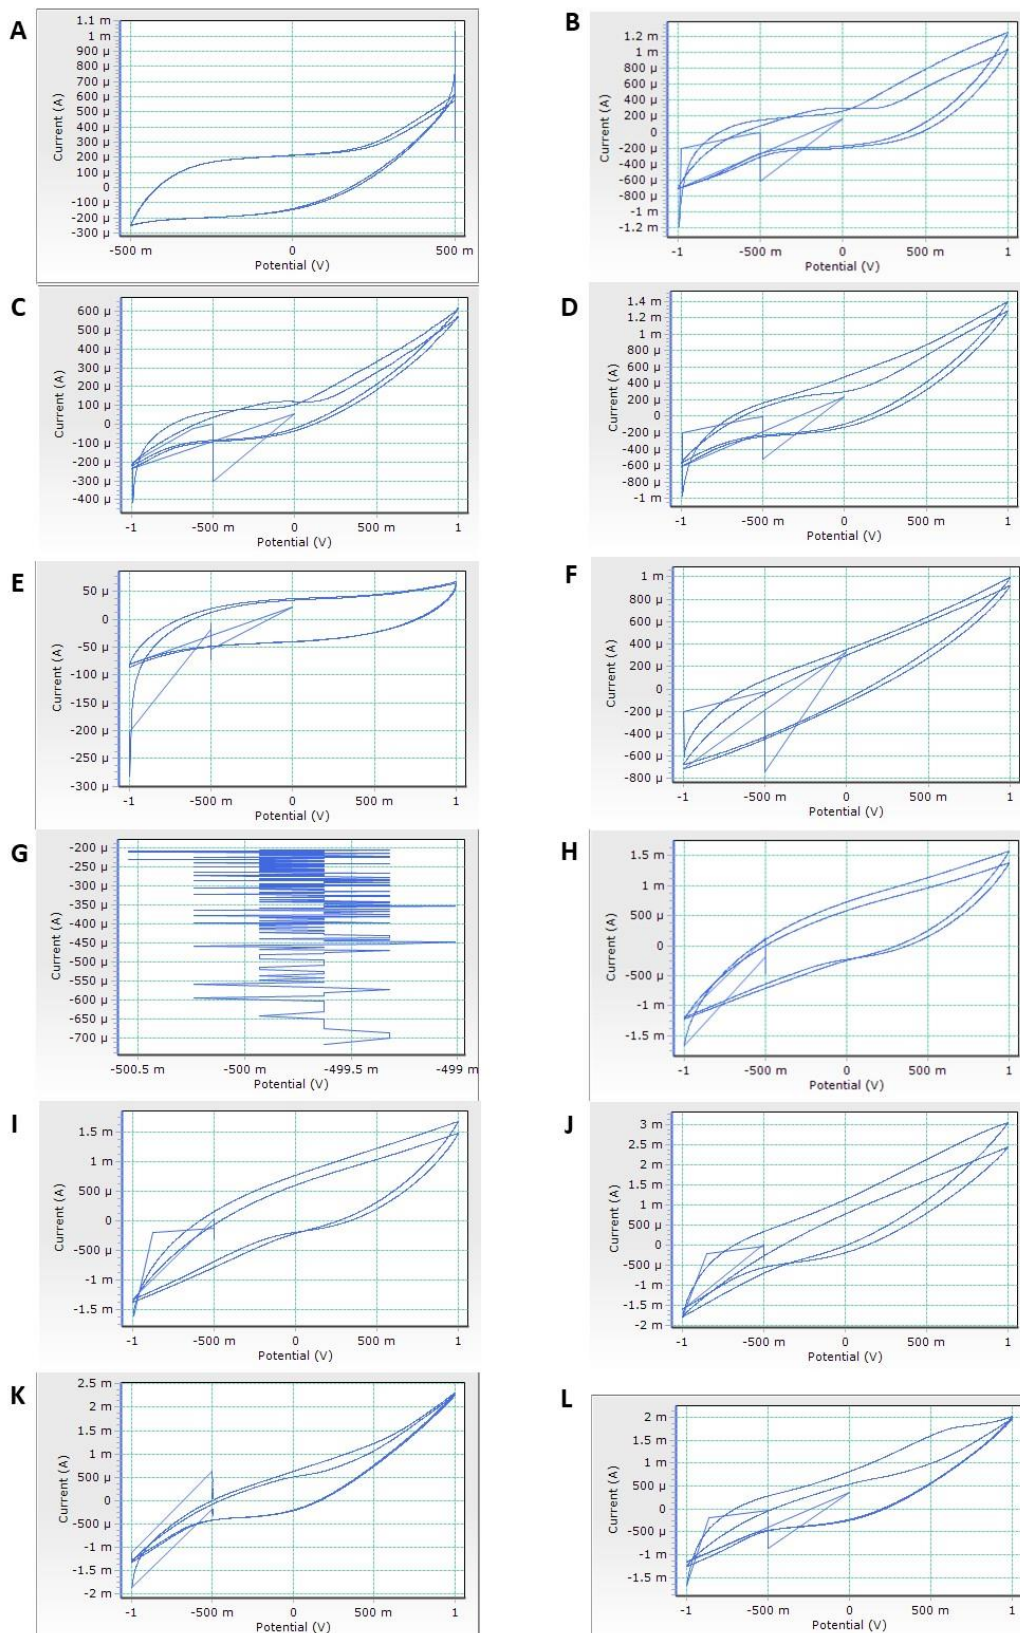 A
1.1 m
1 m
900 µ
800 µ
700 µ
600 µ
500 µ
400 µ
300 µ
200 µ
100 µ
0
-100 µ
-200 µ
-300 µ
Current (A)
-500 m 0 500 m
Potential (V)
B
1.2 m
1 m
800 µ
600 µ
400 µ
200 µ
0
-200 µ
-400 µ
-600 µ
-800 µ
-1 m
-1.2 m
Current (A)
-1 -500 m 0 500 m 1
Potential (V)
C
600 µ
500 µ
400 µ
300 µ
200 µ
100 µ
0
-100 µ
-200 µ
-300 µ
-400 µ
Current (A)
-1 -500 m 0 500 m 1
Potential (V)
D
1.4 m
1.2 m
1 m
800 µ
600 µ
400 µ
200 µ
0
-200 µ
-400 µ
-600 µ
-800 µ
-1 m
Current (A)
-1 -500 m 0 500 m 1
Potential (V)
E
50 µ
0
-50 µ
-100 µ
-150 µ
-200 µ
-250 µ
-300 µ
Current (A)
-1 -500 m 0 500 m 1
Potential (V)
F
1 m
800 µ
600 µ
400 µ
200 µ
0
-200 µ
-400 µ
-600 µ
-800 µ
Current (A)
-1 -500 m 0 500 m 1
Potential (V)
G
-200 µ
-250 µ
-300 µ
-350 µ
-400 µ
-450 µ
-500 µ
-550 µ
-600 µ
-650 µ
-700 µ
Current (A)
-500.5 m -500 m -499.5 m -499 m
Potential (V)
H
1.5 m
1 m
500 µ
0
-500 µ
-1 m
-1.5 m
Current (A)
-1 -500 m 0 500 m 1
Potential (V)
I
1.5 m
1 m
500 µ
0
-500 µ
-1 m
-1.5 m
Current (A)
-1 -500 m 0 500 m 1
Potential (V)
J
3 m
2.5 m
2 m
1.5 m
1 m
500 µ
0
-500 µ
-1 m
-1.5 m
-2 m
Current (A)
-1 -500 m 0 500 m 1
Potential (V)
K
2.5 m
2 m
1.5 m
1 m
500 µ
0
-500 µ
-1 m
-1.5 m
-2 m
Current (A)
-1 -500 m 0 500 m 1
Potential (V)
L
2 m
1.5 m
1 m
500 µ
0
-500 µ
-1 m
-1.5 m
Current (A)
-1 -500 m 0 500 m 1
Potential (V)